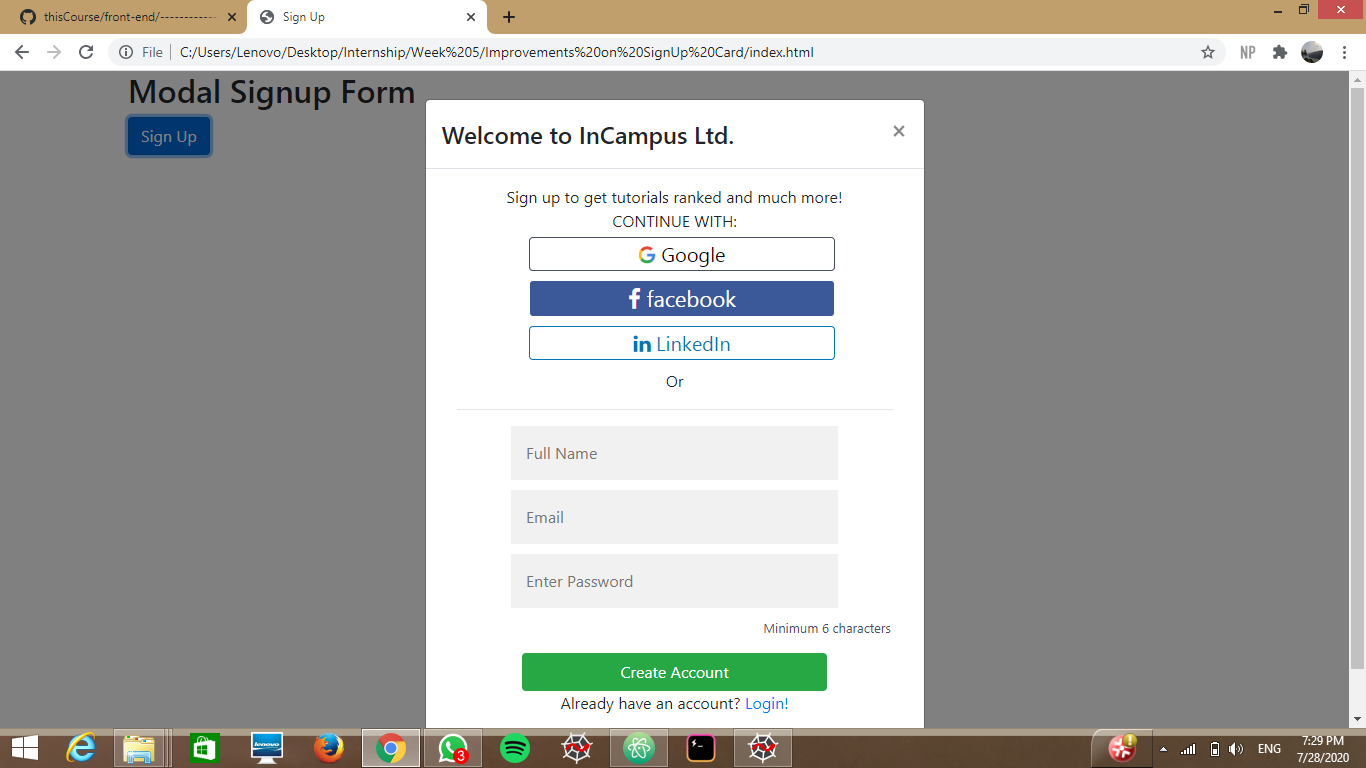 thisCourse/front-end/-------------
Sign Up
File
C:/Users/Lenovo/Desktop/Internship/Week%205/Improvements%20on%20SignUp%20Card/index.html
NP
Modal Signup Form
Sign Up
Welcome to InCampus Ltd.
×
Sign up to get tutorials ranked and much more!
CONTINUE WITH:
G Google
f facebook
in LinkedIn
Or
Full Name
Email
Enter Password
Minimum 6 characters
Create Account
Already have an account? Login!
lenovo
3
ENG
7:29 PM
7/28/2020